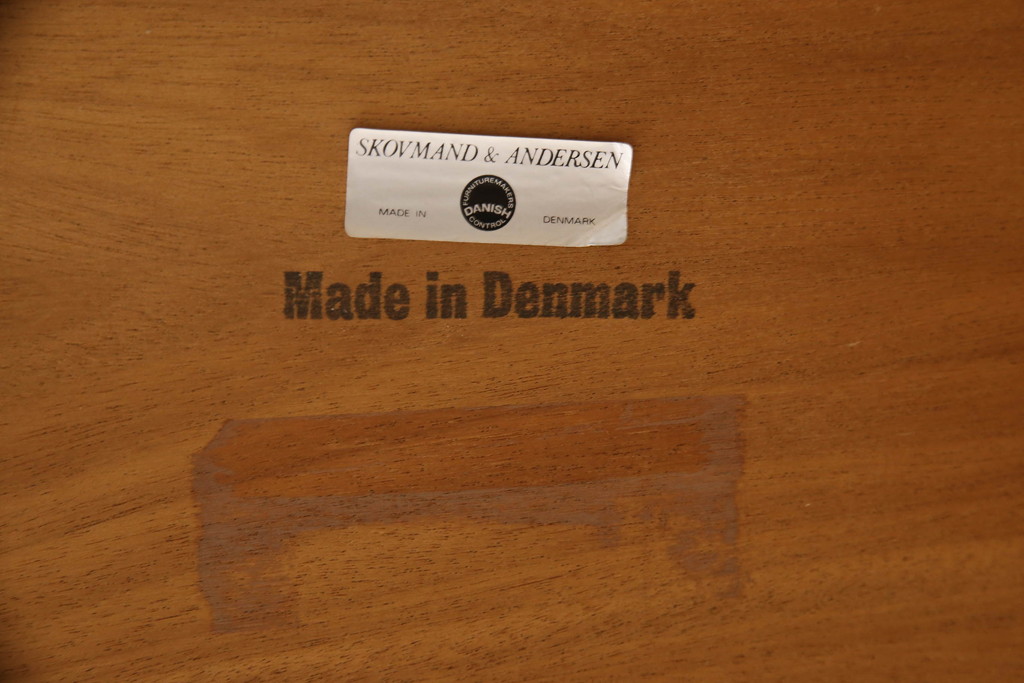 SKOVMAND & ANDERSEN
MADE IN
FURNITUREMAKERS
DANISH
CONTROL
DENMARK
Made in Denmark